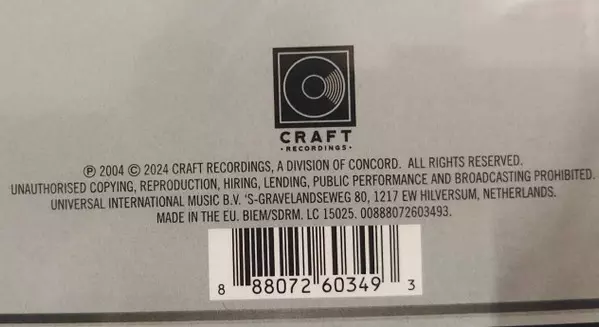 CRAFT
• RECORDINGS •
℗ 2004 © 2024 CRAFT RECORDINGS, A DIVISION OF CONCORD. ALL RIGHTS RESERVED.
UNAUTHORISED COPYING, REPRODUCTION, HIRING, LENDING, PUBLIC PERFORMANCE AND BROADCASTING PROHIBITED.
UNIVERSAL INTERNATIONAL MUSIC B.V. 'S-GRAVELANDSEWEG 80, 1217 EW HILVERSUM, NETHERLANDS.
MADE IN THE EU. BIEM/SDRM. LC 15025. 00888072603493.
8 88072 60349 3